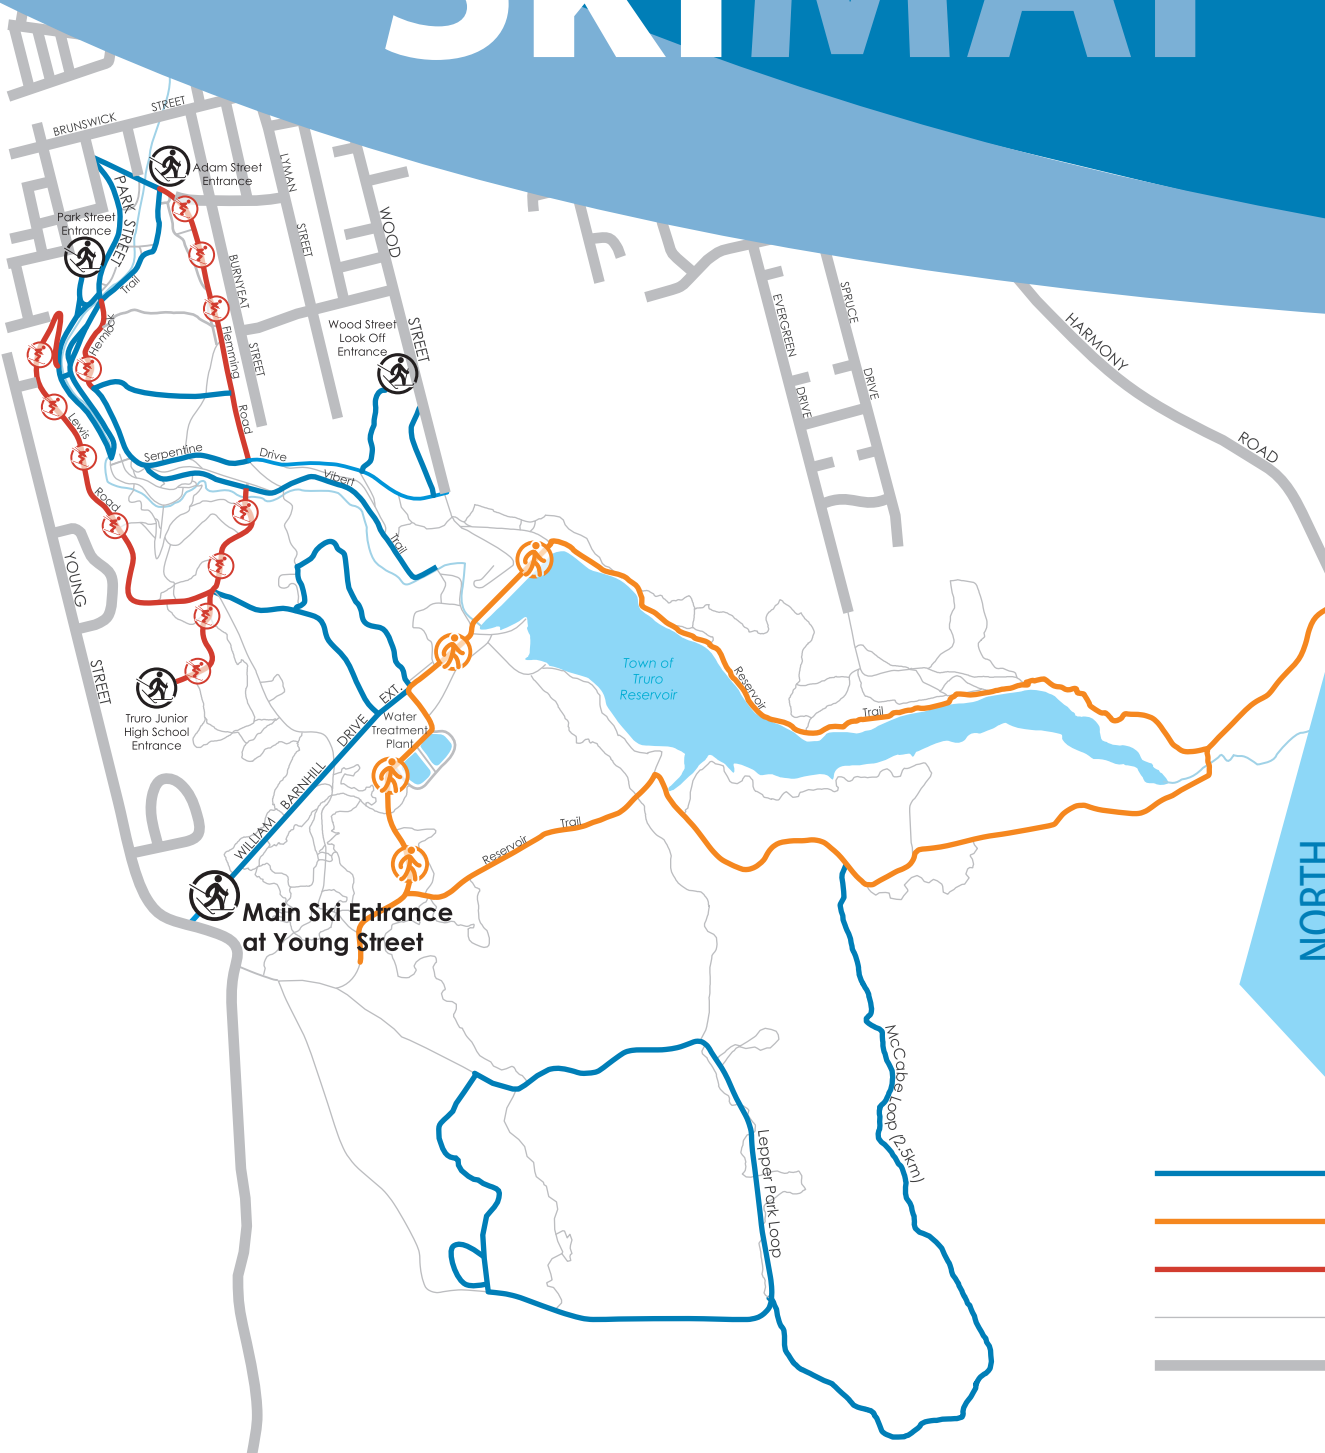 SKIMAP
BRUNSWICK STREET
Adam Street
Entrance
LYMAN STREET
PARK STREET
Park Street
Entrance
WOOD STREET
Trail
BURNYEAT STREET
Hemlock
Flemming Road
Wood Street
Look Off
Entrance
EVERGREEN DRIVE
SPRUCE DRIVE
HARMONY ROAD
Lewis Road
Serpentine Drive
Vibert Trail
YOUNG STREET
Town of
Truro
Reservoir
Reservoir Trail
Truro Junior
High School
Entrance
WILLIAM BARNHILL DRIVE EXT.
Water
Treatment
Plant
Reservoir Trail
Main Ski Entrance
at Young Street
NORTH
McCabe Loop (2.5km)
Lepper Park Loop